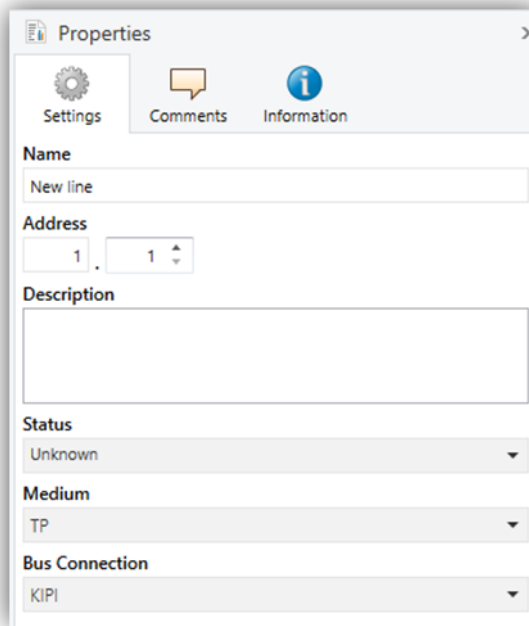 Properties
Settings Comments Information
Name
New line
Address
1 . 1
Description
Status
Unknown
Medium
TP
Bus Connection
KIPI